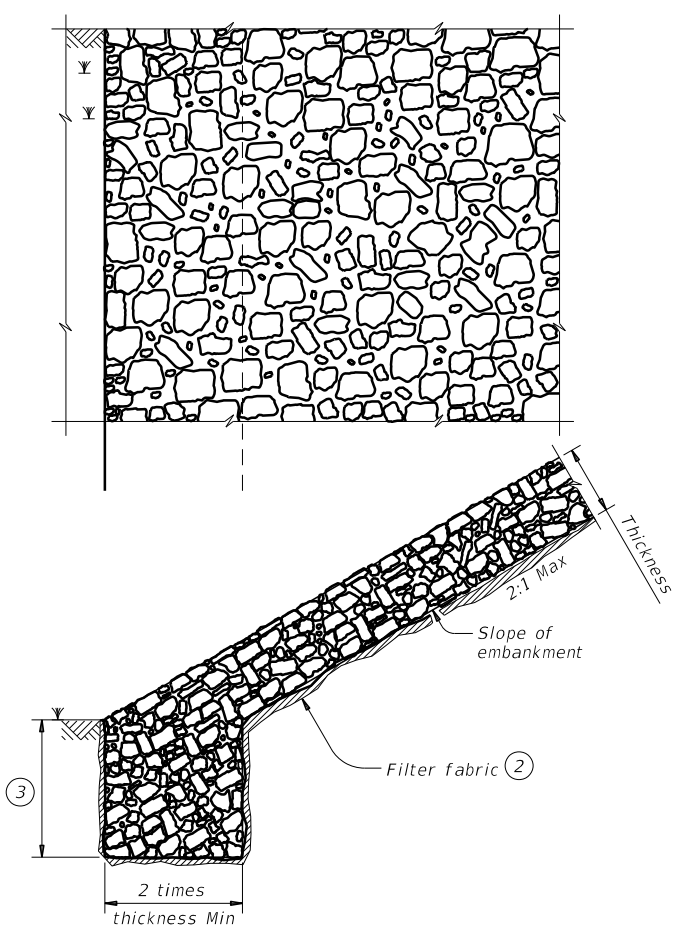 Thickness
2:1 Max
Slope of
embankment
Filter fabric 2
3
2 times
thickness Min